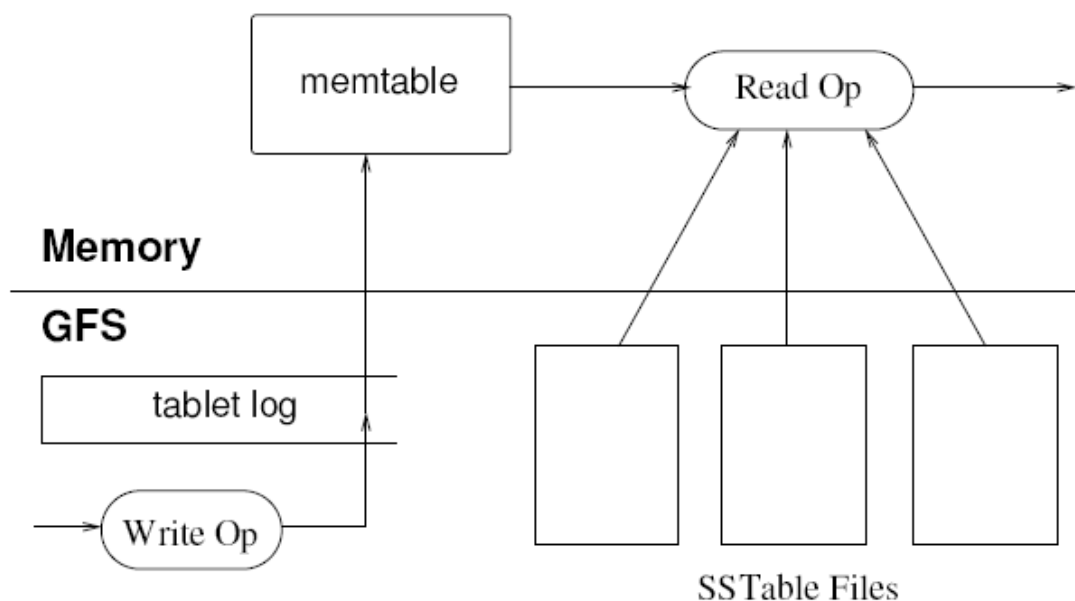 memtable
Read Op
Memory
GFS
tablet log
Write Op
SSTable Files